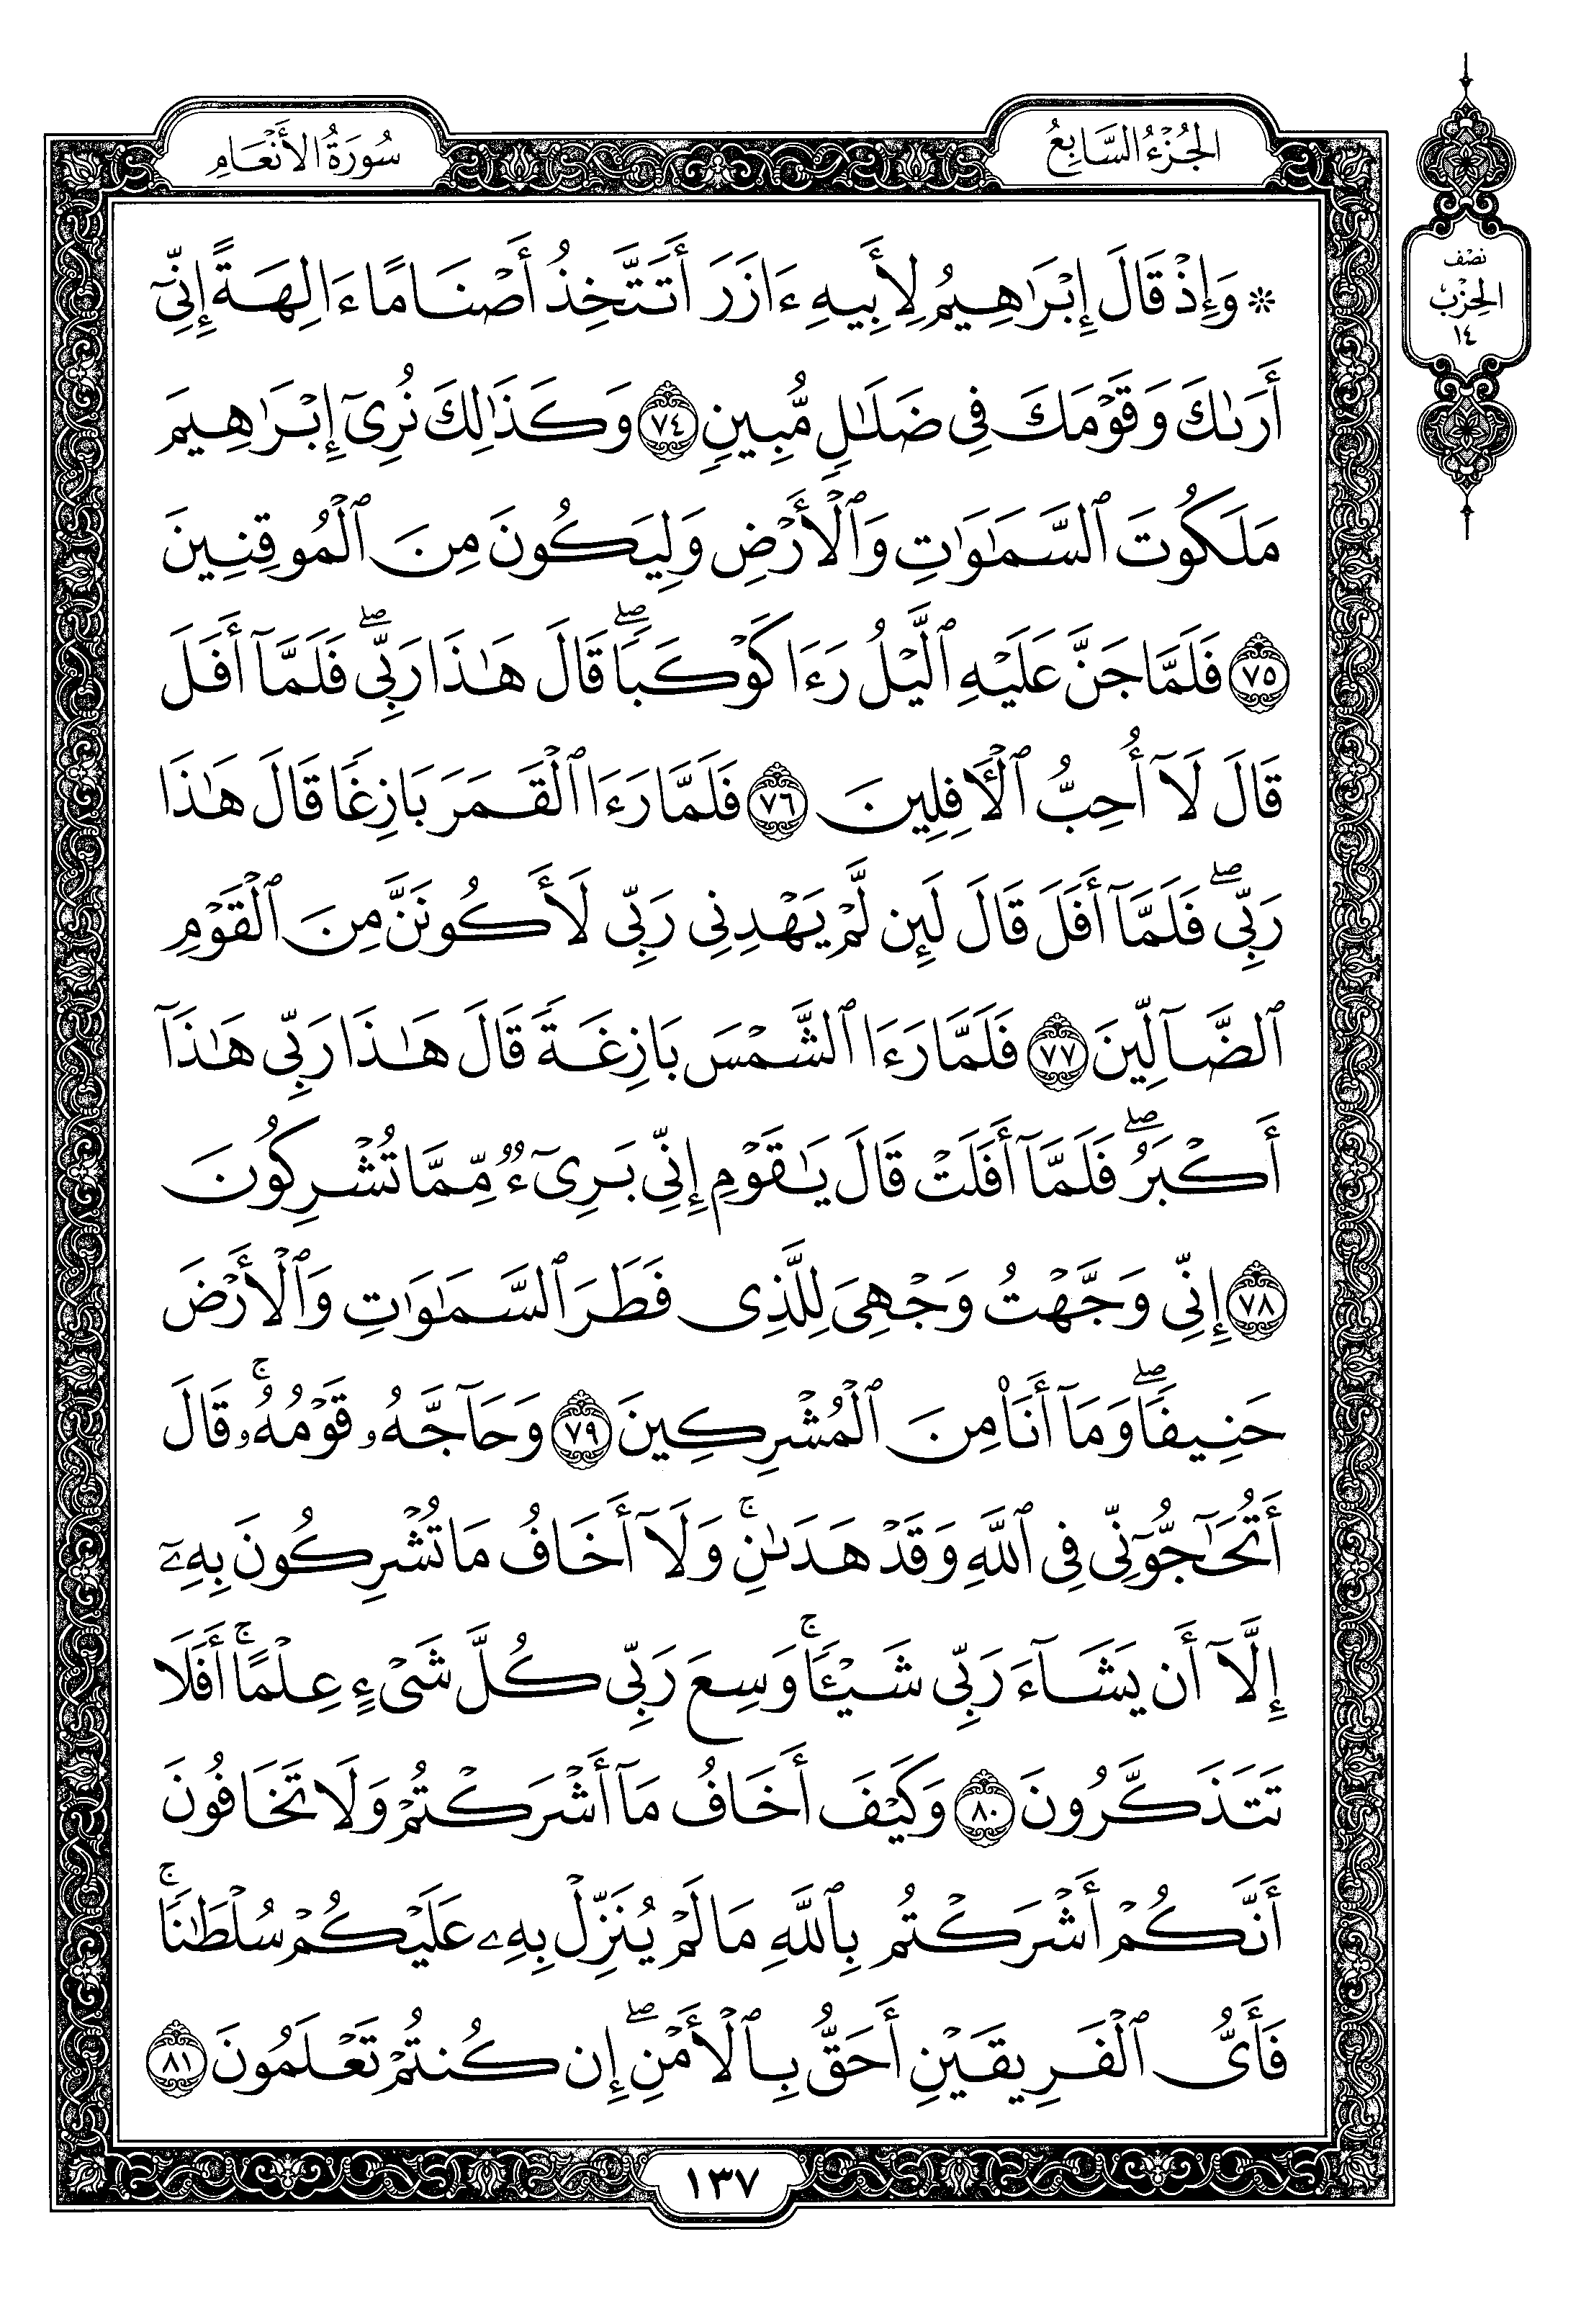 الجُزْءُ السَّابِعُ
سُورَةُ الأَنْعَامِ
نصْف
الحِزْب
١٤
۞ وَإِذْ قَالَ إِبْرَٰهِيمُ لِأَبِيهِ ءَازَرَ أَتَتَّخِذُ أَصْنَامًا ءَالِهَةً إِنِّىٓ
أَرَىٰكَ وَقَوْمَكَ فِى ضَلَٰلٍ مُّبِينٍ ٧٤ وَكَذَٰلِكَ نُرِىٓ إِبْرَٰهِيمَ
مَلَكُوتَ ٱلسَّمَٰوَٰتِ وَٱلْأَرْضِ وَلِيَكُونَ مِنَ ٱلْمُوقِنِينَ
٧٥ فَلَمَّا جَنَّ عَلَيْهِ ٱلَّيْلُ رَءَا كَوْكَبًا ۖ قَالَ هَٰذَا رَبِّى ۖ فَلَمَّآ أَفَلَ
قَالَ لَآ أُحِبُّ ٱلْـَٔافِلِينَ ٧٦ فَلَمَّا رَءَا ٱلْقَمَرَ بَازِغًا قَالَ هَٰذَا
رَبِّى ۖ فَلَمَّآ أَفَلَ قَالَ لَئِن لَّمْ يَهْدِنِى رَبِّى لَأَكُونَنَّ مِنَ ٱلْقَوْمِ
ٱلضَّآلِّينَ ٧٧ فَلَمَّا رَءَا ٱلشَّمْسَ بَازِغَةً قَالَ هَٰذَا رَبِّى هَٰذَآ
أَكْبَرُ ۖ فَلَمَّآ أَفَلَتْ قَالَ يَٰقَوْمِ إِنِّى بَرِىٓءٌ مِّمَّا تُشْرِكُونَ
٧٨ إِنِّى وَجَّهْتُ وَجْهِىَ لِلَّذِى فَطَرَ ٱلسَّمَٰوَٰتِ وَٱلْأَرْضَ
حَنِيفًا ۖ وَمَآ أَنَا۠ مِنَ ٱلْمُشْرِكِينَ ٧٩ وَحَآجَّهُۥ قَوْمُهُۥ ۚ قَالَ
أَتُحَٰٓجُّوٓنِّى فِى ٱللَّهِ وَقَدْ هَدَىٰنِ ۚ وَلَآ أَخَافُ مَا تُشْرِكُونَ بِهِۦٓ
إِلَّآ أَن يَشَآءَ رَبِّى شَيْـًٔا ۚ وَسِعَ رَبِّى كُلَّ شَىْءٍ عِلْمًا ۚ أَفَلَا
تَتَذَكَّرُونَ ٨٠ وَكَيْفَ أَخَافُ مَآ أَشْرَكْتُمْ وَلَا تَخَافُونَ
أَنَّكُمْ أَشْرَكْتُم بِٱللَّهِ مَا لَمْ يُنَزِّلْ بِهِۦ عَلَيْكُمْ سُلْطَٰنًا ۚ
فَأَىُّ ٱلْفَرِيقَيْنِ أَحَقُّ بِٱلْأَمْنِ ۖ إِن كُنتُمْ تَعْلَمُونَ ٨١
١٣٧